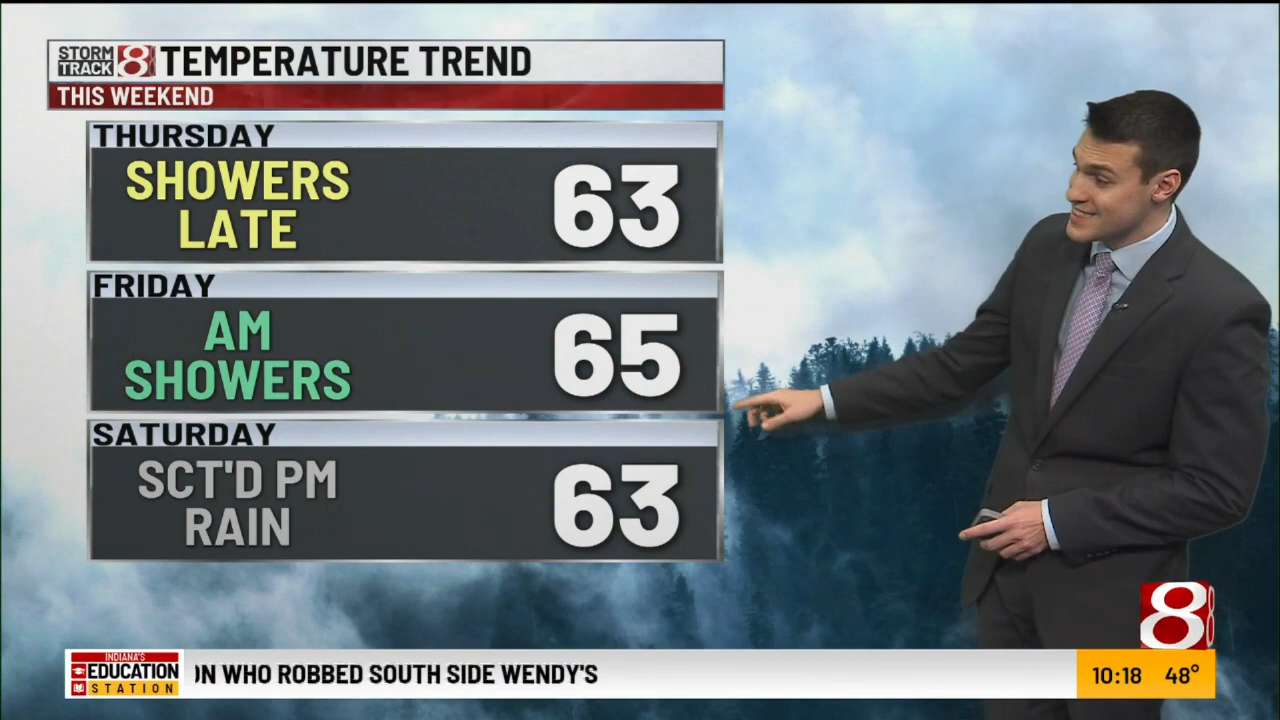 STORM
TRACK
8
TEMPERATURE TREND
THIS WEEKEND
THURSDAY
SHOWERS
LATE
63
FRIDAY
AM
SHOWERS
65
SATURDAY
SCT'D PM
RAIN
63
8
INDIANA'S
EDUCATION
STATION
WHO ROBBED SOUTH SIDE WENDY'S
10:18 48°